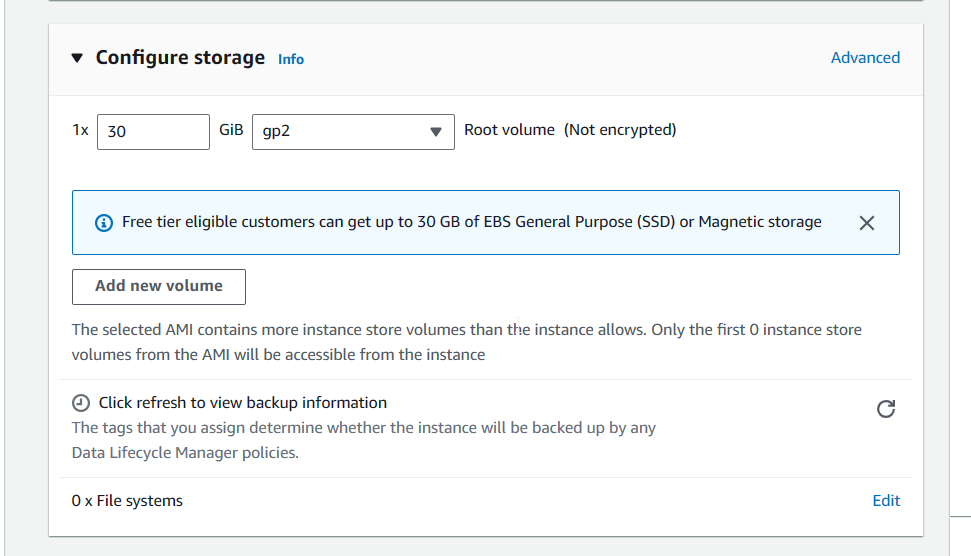 Configure storage Info Advanced
1x 30 GiB gp2 Root volume (Not encrypted)
Free tier eligible customers can get up to 30 GB of EBS General Purpose (SSD) or Magnetic storage
Add new volume
The selected AMI contains more instance store volumes than the instance allows. Only the first 0 instance store
volumes from the AMI will be accessible from the instance
Click refresh to view backup information
The tags that you assign determine whether the instance will be backed up by any
Data Lifecycle Manager policies.
0 x File systems Edit